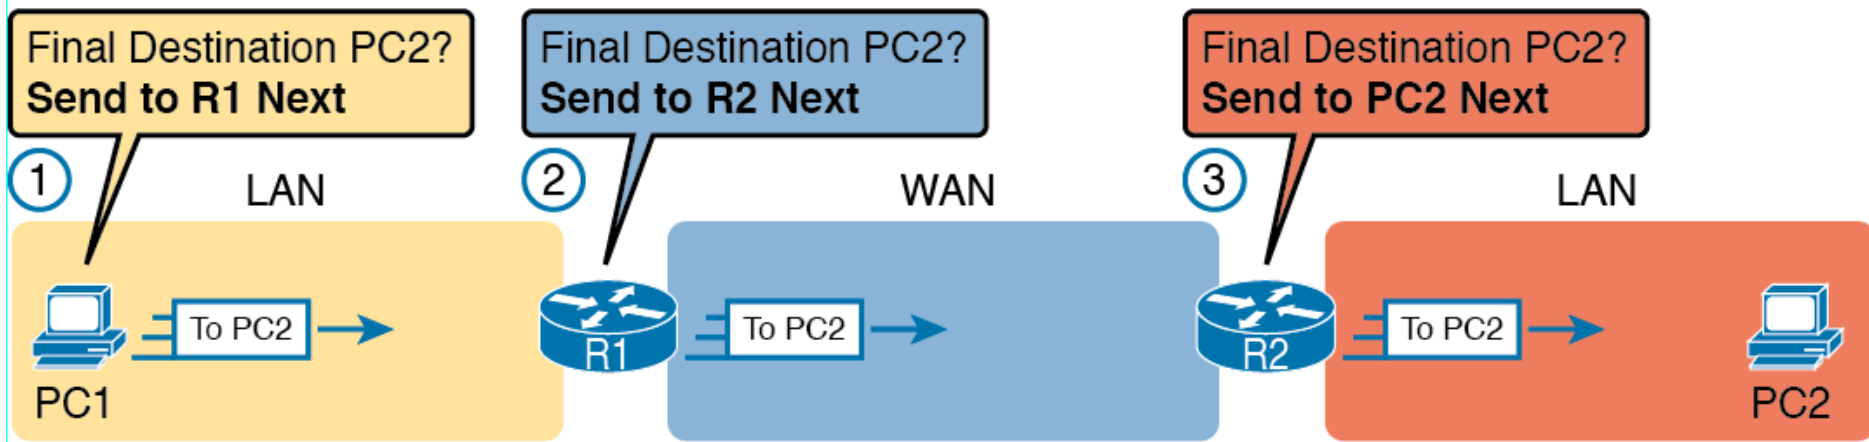 Final Destination PC2?
Send to R1 Next
Final Destination PC2?
Send to R2 Next
Final Destination PC2?
Send to PC2 Next
1
LAN
2
WAN
3
LAN
To PC2
R1
To PC2
R2
To PC2
PC1
PC2